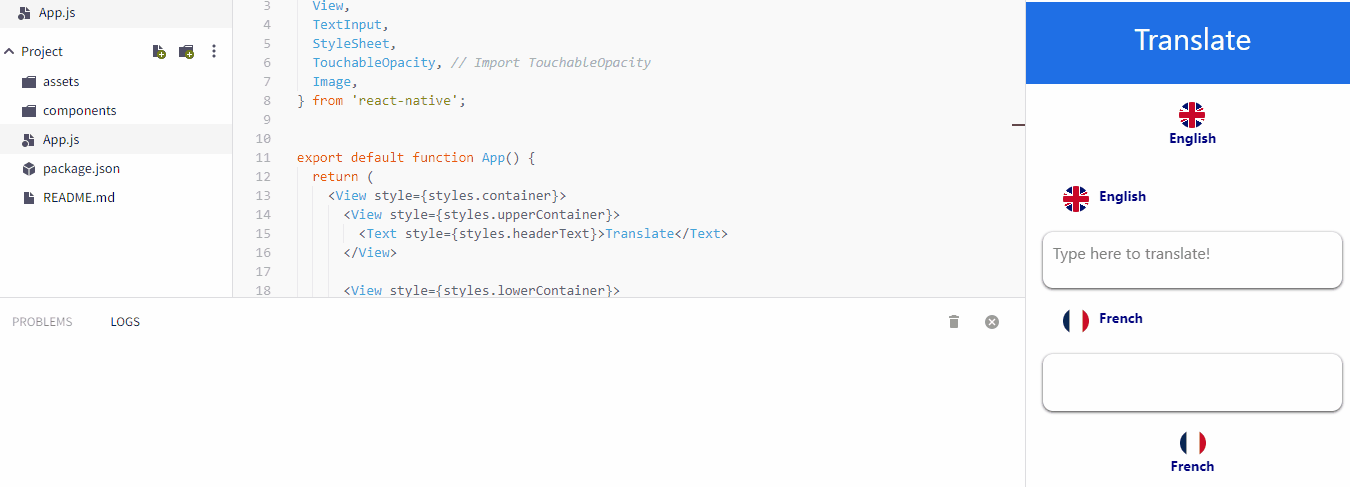 App.js
Project
assets
components
App.js
package.json
README.md
3 View,
4 TextInput,
5 StyleSheet,
6 TouchableOpacity, // Import TouchableOpacity
7 Image,
8 } from 'react-native';
9
10
11 export default function App() {
12 return (
13 <View style={styles.container}>
14 <View style={styles.upperContainer}>
15 <Text style={styles.headerText}>Translate</Text>
16 </View>
17
18 <View style={styles.lowerContainer}>
PROBLEMS LOGS
Translate
English
English
Type here to translate!
French
French